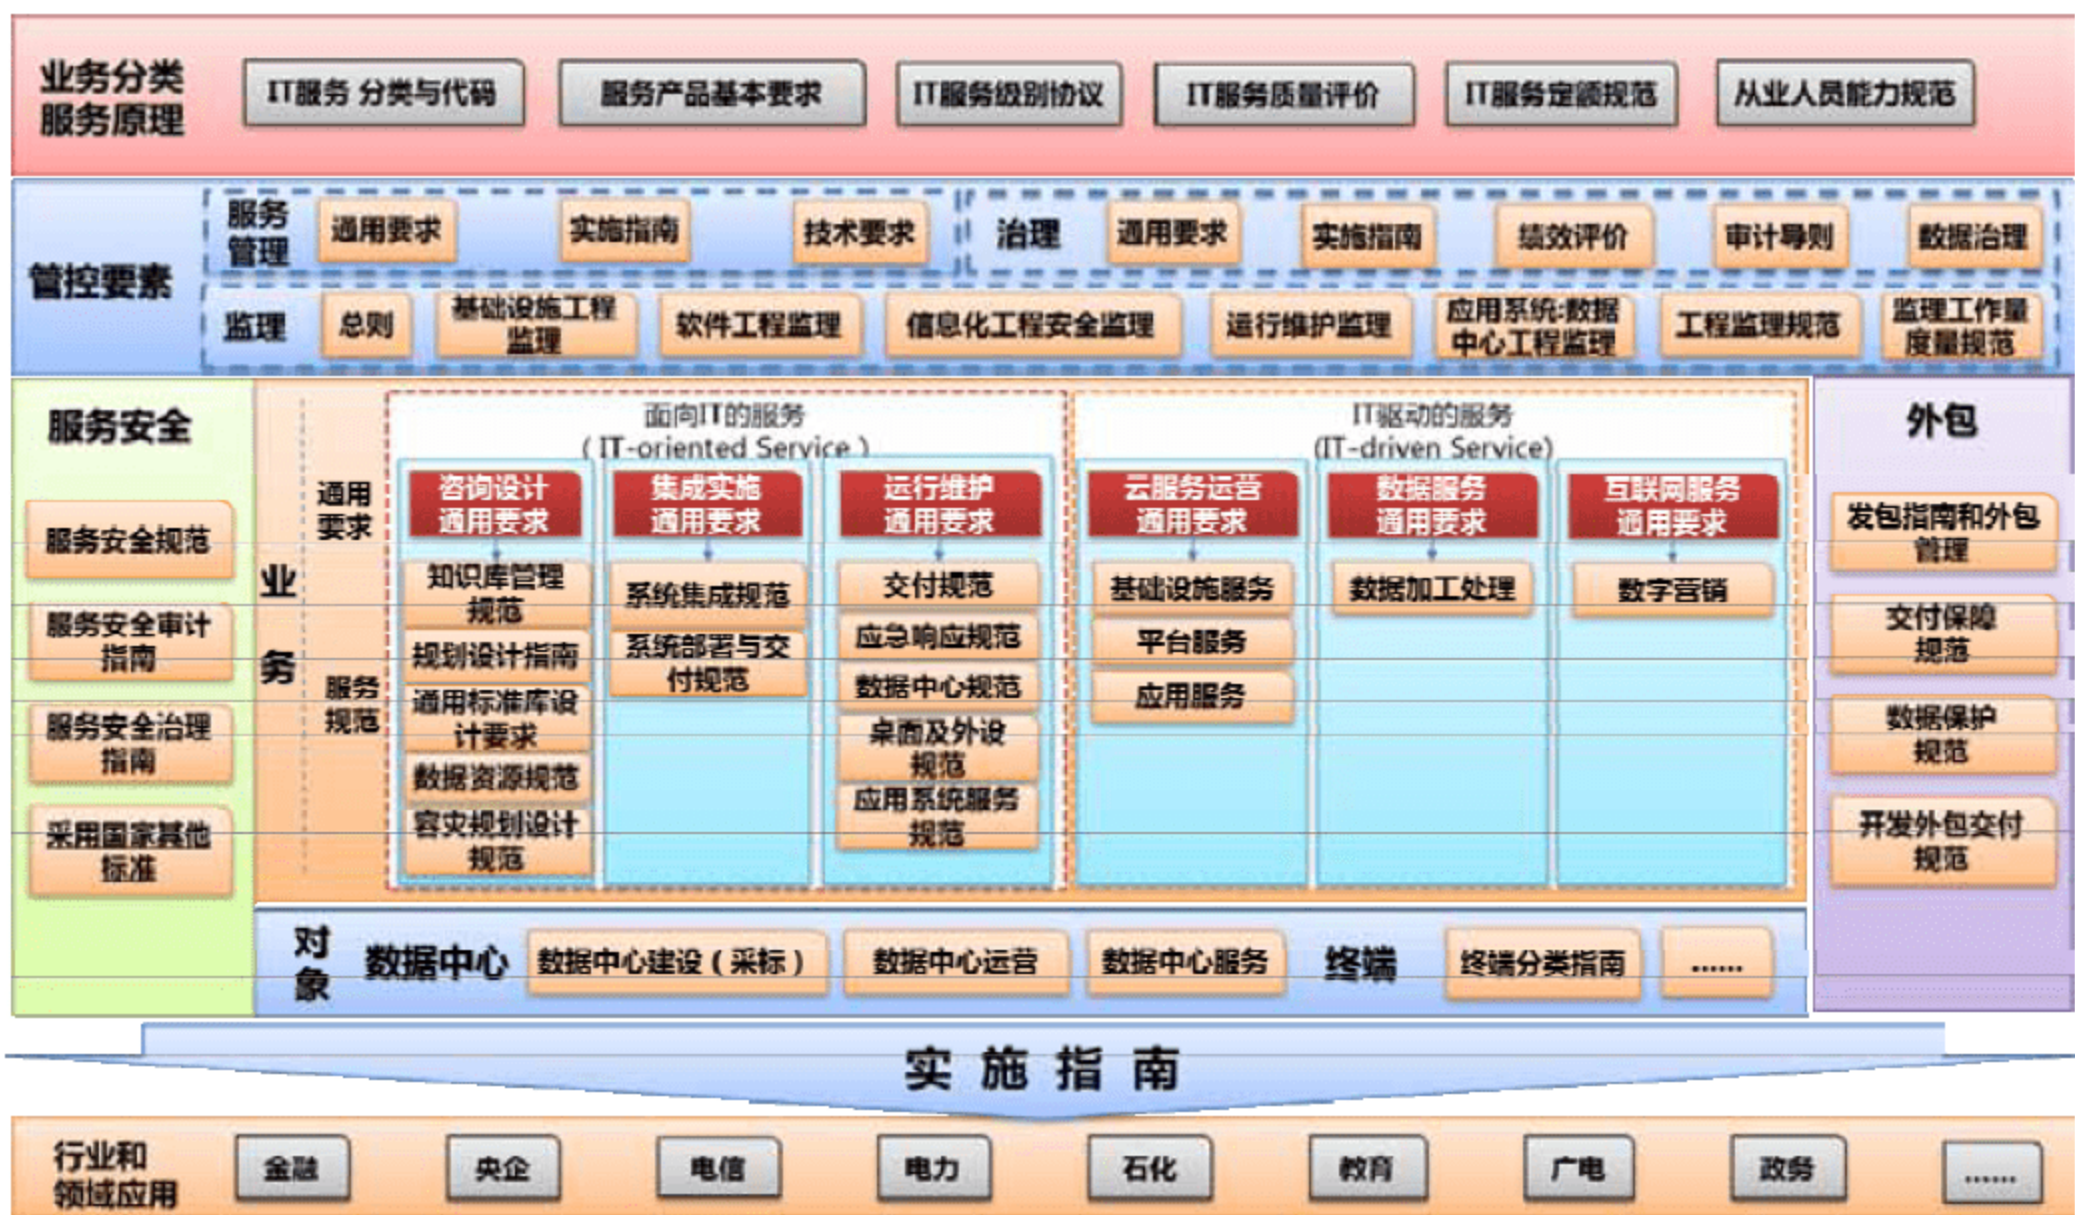 业务分类
服务原理
IT服务 分类与代码
服务产品基本要求
IT服务级别协议
IT服务质量评价
IT服务定额规范
从业人员能力规范
管控要素
服务
管理
通用要求
实施指南
技术要求
治理
通用要求
实施指南
绩效评价
审计导则
数据治理
监理
总则
基础设施工程
监理
软件工程监理
信息化工程安全监理
运行维护监理
应用系统:数据
中心工程监理
工程监理规范
监理工作量
度量规范
服务安全
服务安全规范
服务安全审计
指南
服务安全治理
指南
采用国家其他
标准
业
务
通用
要求
服务
规范
面向IT的服务
( IT-oriented Service )
咨询设计
通用要求
知识库管理
规范
规划设计指南
通用标准库设
计要求
数据资源规范
容灾规划设计
规范
集成实施
通用要求
系统集成规范
系统部署与交
付规范
运行维护
通用要求
交付规范
应急响应规范
数据中心规范
桌面及外设
规范
应用系统服务
规范
IT驱动的服务
(IT-driven Service)
云服务运营
通用要求
基础设施服务
平台服务
应用服务
数据服务
通用要求
数据加工处理
互联网服务
通用要求
数字营销
外包
发包指南和外包
管理
交付保障
规范
数据保护
规范
开发外包交付
规范
对
象
数据中心
数据中心建设（采标）
数据中心运营
数据中心服务
终端
终端分类指南
......
实 施 指 南
行业和
领域应用
金融
央企
电信
电力
石化
教育
广电
政务
......